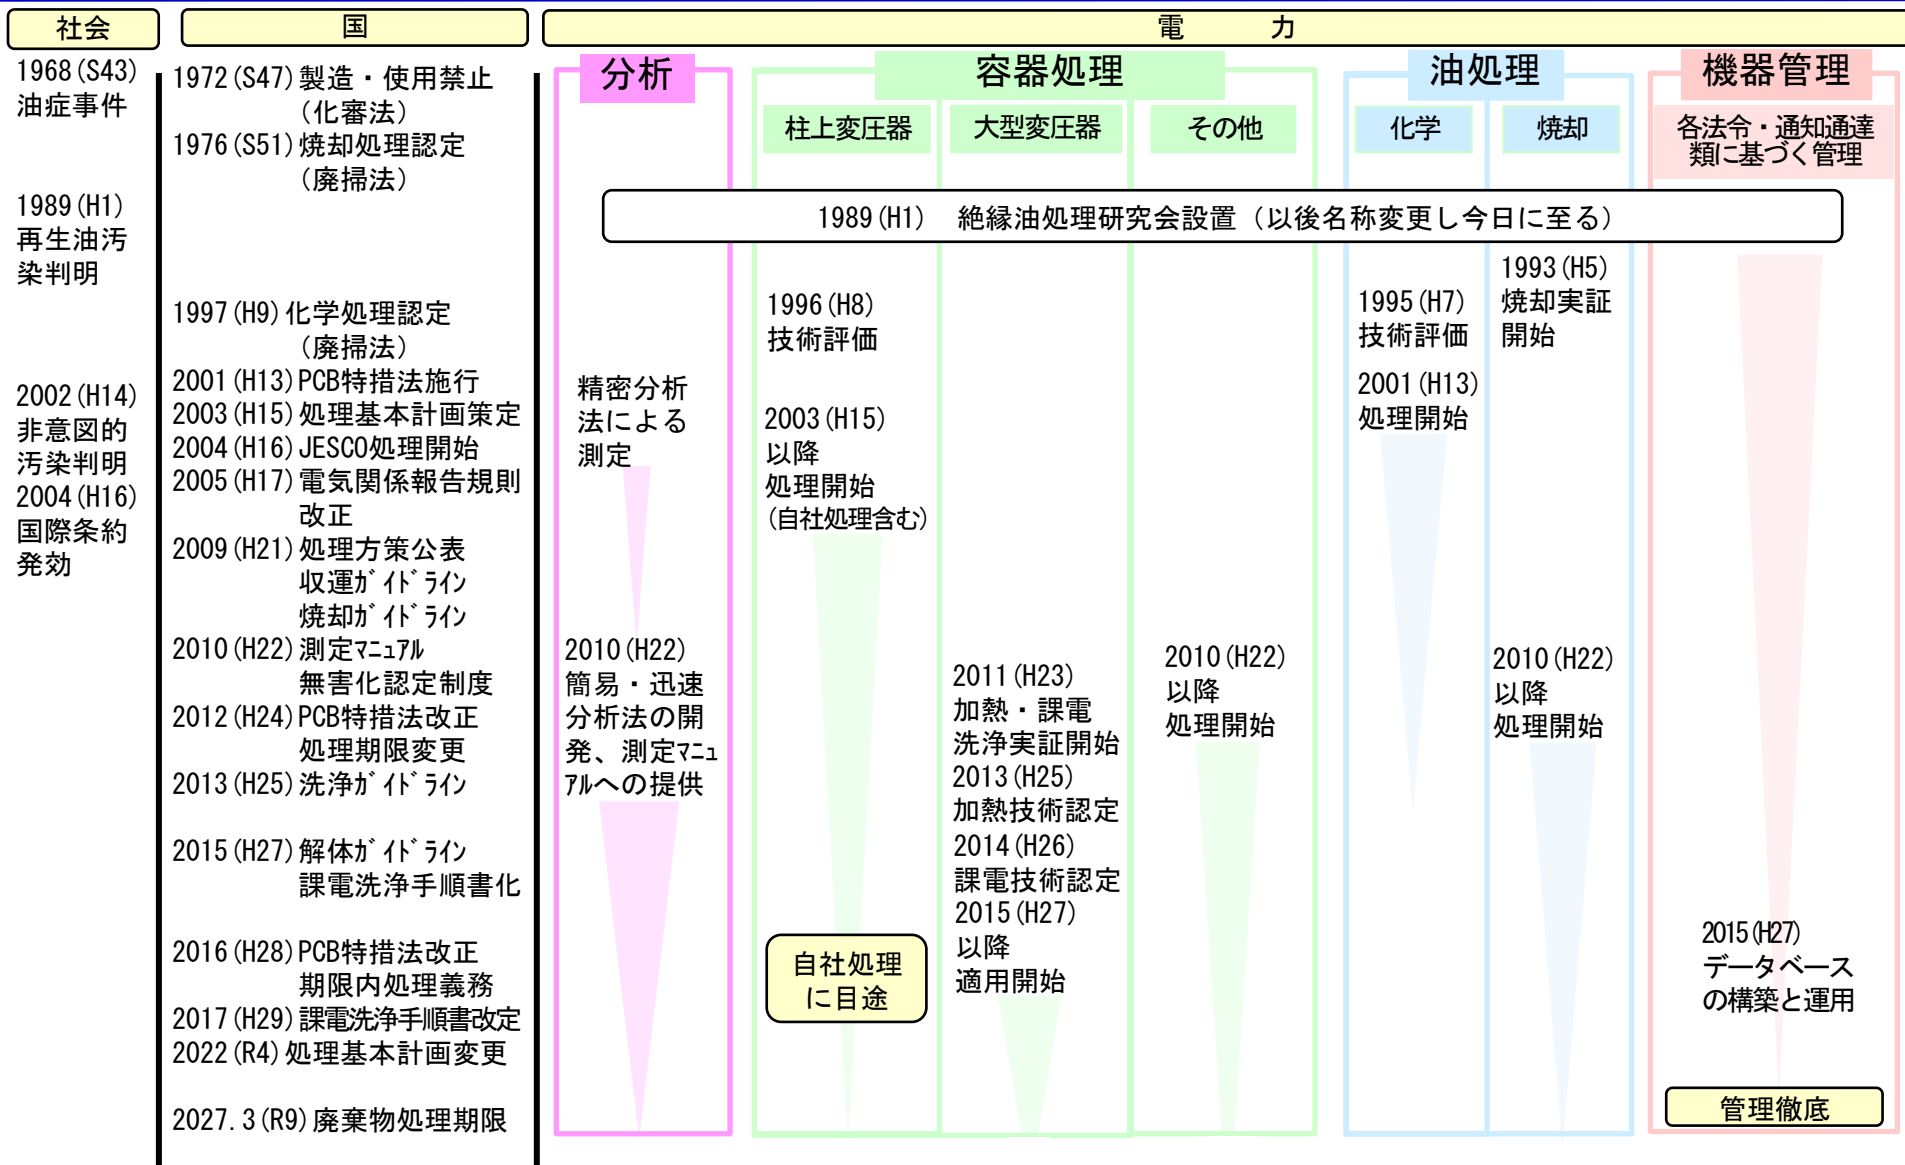 社会
国
電力
1968(S43)
油症事件
1989(H1)
再生油汚
染判明
2002(H14)
非意図的
汚染判明
2004(H16)
国際条約
発効
1972(S47)製造・使用禁止
(化審法)
1976(S51)焼却処理認定
(廃掃法)
1997(H9)化学処理認定
(廃掃法)
2001(H13)PCB特措法施行
2003(H15)処理基本計画策定
2004(H16)JESCO処理開始
2005(H17)電気関係報告規則
改正
2009(H21)処理方策公表
収運ｶﾞｲﾄﾞﾗｲﾝ
焼却ｶﾞｲﾄﾞﾗｲﾝ
2010(H22)測定ﾏﾆｭｱﾙ
無害化認定制度
2012(H24)PCB特措法改正
処理期限変更
2013(H25)洗浄ｶﾞｲﾄﾞﾗｲﾝ
2015(H27)解体ｶﾞｲﾄﾞﾗｲﾝ
課電洗浄手順書化
2016(H28)PCB特措法改正
期限内処理義務
2017(H29)課電洗浄手順書改定
2022(R4)処理基本計画変更
2027.3(R9)廃棄物処理期限
分析
容器処理
油処理
機器管理
柱上変圧器
大型変圧器
その他
化学
焼却
各法令・通知通達
類に基づく管理
1989(H1) 絶縁油処理研究会設置（以後名称変更し今日に至る）
精密分析
法による
測定
2010(H22)
簡易・迅速
分析法の開
発、測定ﾏﾆｭ
ｱﾙへの提供
1996(H8)
技術評価
2003(H15)
以降
処理開始
(自社処理含む)
自社処理
に目途
2011(H23)
加熱・課電
洗浄実証開始
2013(H25)
加熱技術認定
2014(H26)
課電技術認定
2015(H27)
以降
適用開始
2010(H22)
以降
処理開始
1995(H7)
技術評価
2001(H13)
処理開始
1993(H5)
焼却実証
開始
2010(H22)
以降
処理開始
2015(H27)
データベース
の構築と運用
管理徹底